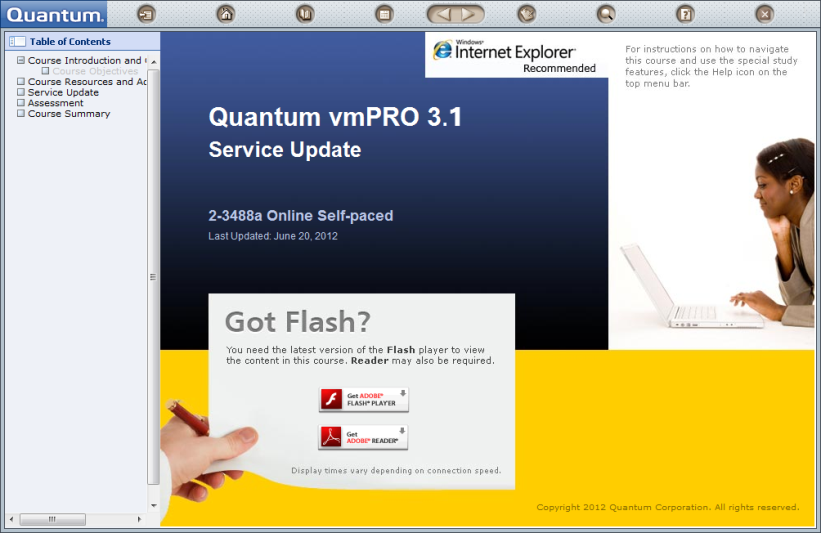 Quantum.
Table of Contents
Course Introduction and
Course Objectives
Course Resources and Ac
Service Update
Assessment
Course Summary
Windows®
Internet Explorer
Recommended
For instructions on how to navigate
this course and use the special study
features, click the Help icon on the
top menu bar.
Quantum vmPRO 3.1
Service Update
2-3488a Online Self-paced
Last Updated: June 20, 2012
Got Flash?
You need the latest version of the Flash player to view
the content in this course. Reader may also be required.
Get ADOBE®
FLASH® PLAYER
Get
ADOBE® READER®
Display times vary depending on connection speed.
Copyright 2012 Quantum Corporation. All rights reserved.